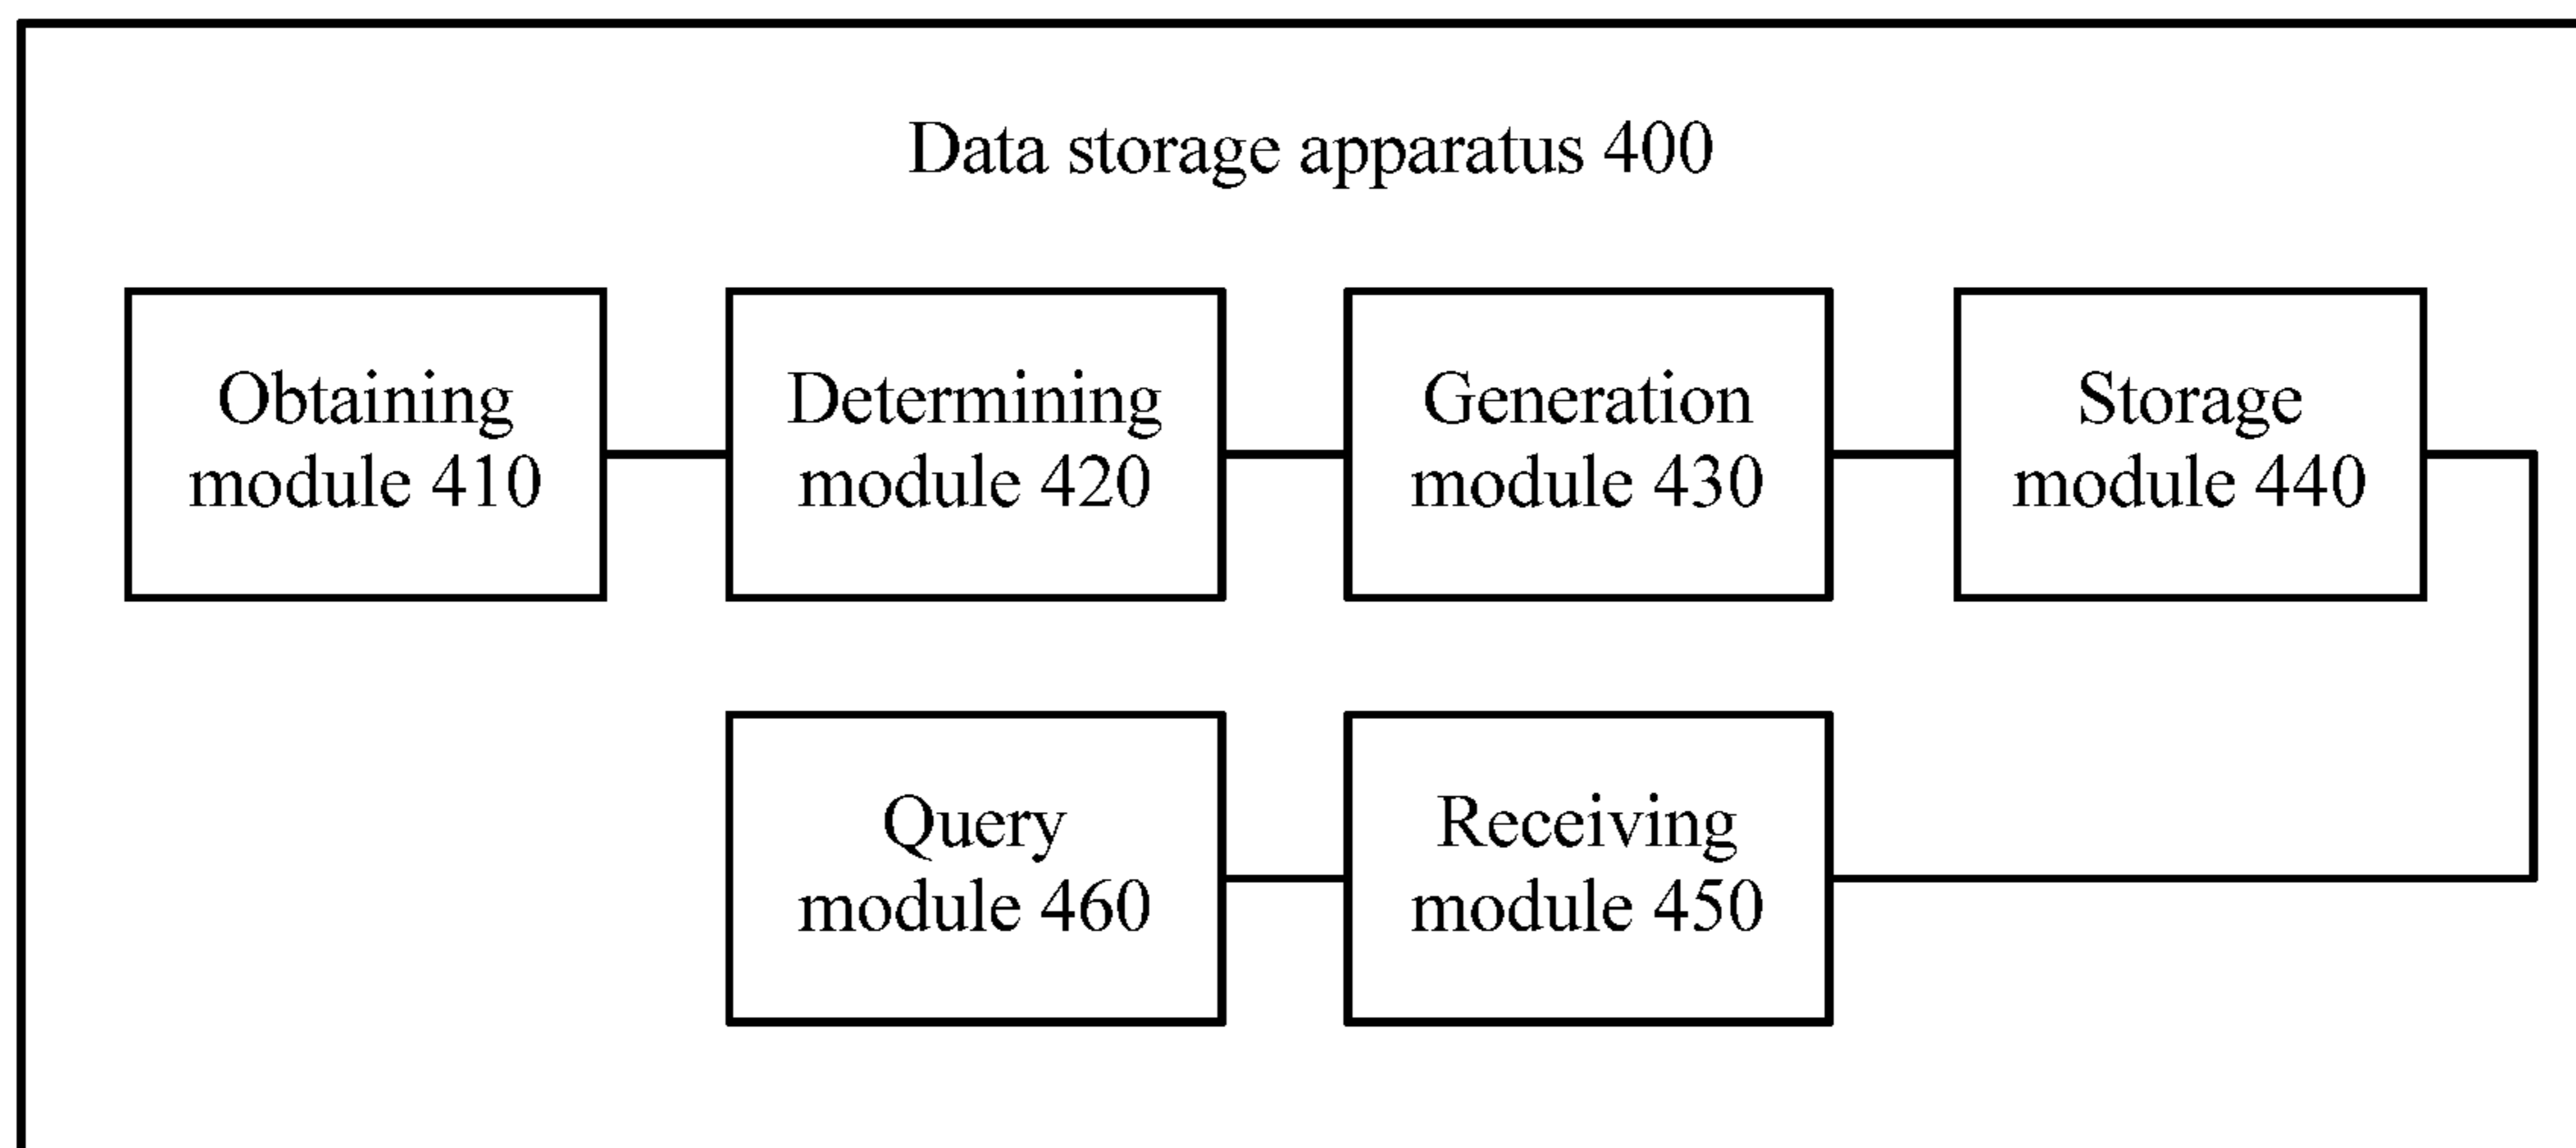 Data storage apparatus 400
Obtaining
module 410
Determining
module 420
Generation
module 430
Storage
module 440
Query
module 460
Receiving
module 450